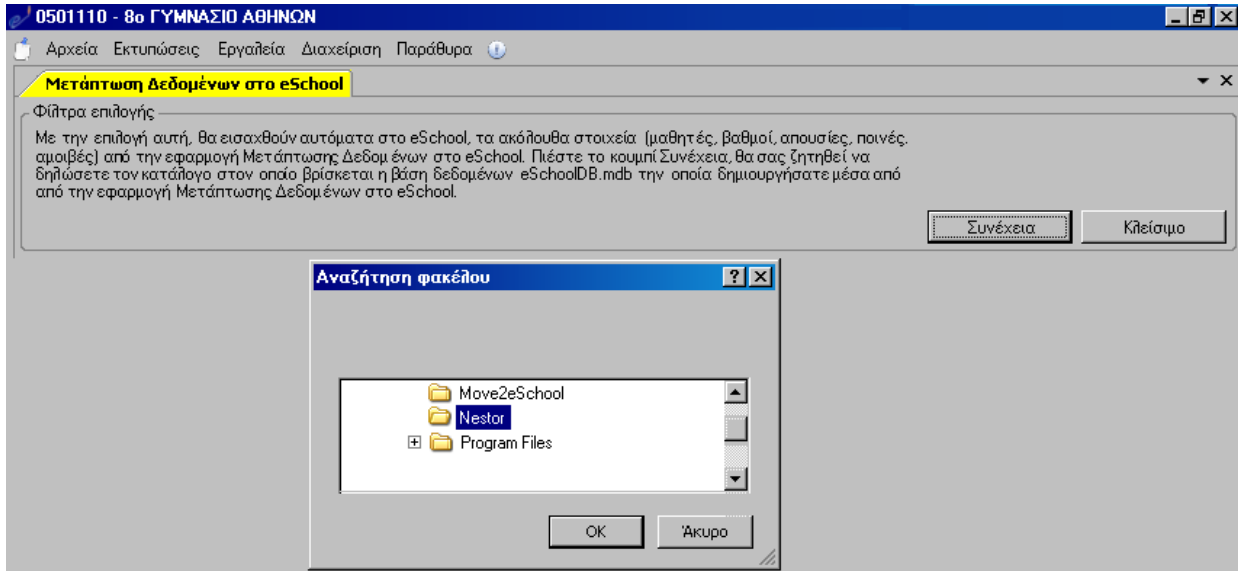 0501110 - 8ο ΓΥΜΝΑΣΙΟ ΑΘΗΝΩΝ
Αρχεία Εκτυπώσεις Εργαλεία Διαχείριση Παράθυρα
Μετάπτωση Δεδομένων στο eSchool
Φίλτρα επιλογής
Με την επιλογή αυτή, θα εισαχθούν αυτόματα στο eSchool, τα ακόλουθα στοιχεία (μαθητές, βαθμοί, απουσίες, ποινές,
αμοιβές) από την εφαρμογή Μετάπτωσης Δεδομένων στο eSchool. Πιέστε το κουμπί Συνέχεια, θα σας ζητηθεί να
δηλώσετε τον κατάλογο στον οποίο βρίσκεται η βάση δεδομένων eSchoolDB.mdb την οποία δημιουργήσατε μέσα από
από την εφαρμογή Μετάπτωσης Δεδομένων στο eSchool.
Συνέχεια Κλείσιμο
Αναζήτηση φακέλου
Move2eSchool
Nestor
Program Files
OK Άκυρο